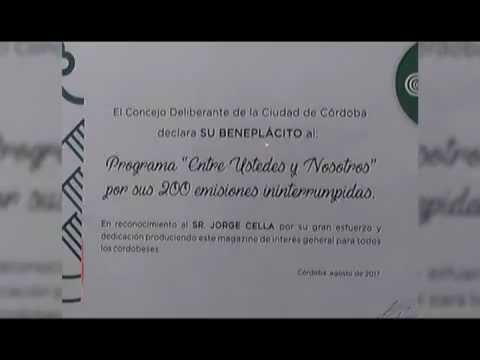 El Concejo Deliberante de la Ciudad de Córdoba
declara SU BENEPLÁCITO al:
Programa "Entre Ustedes y Nosotros"
por sus 200 emisiones ininterrumpidas.
En reconocimiento al SR. JORGE CELLA por su gran esfuerzo y
dedicación produciendo este magazine de interés general para todos
los cordobeses
Córdoba, agosto de 2017